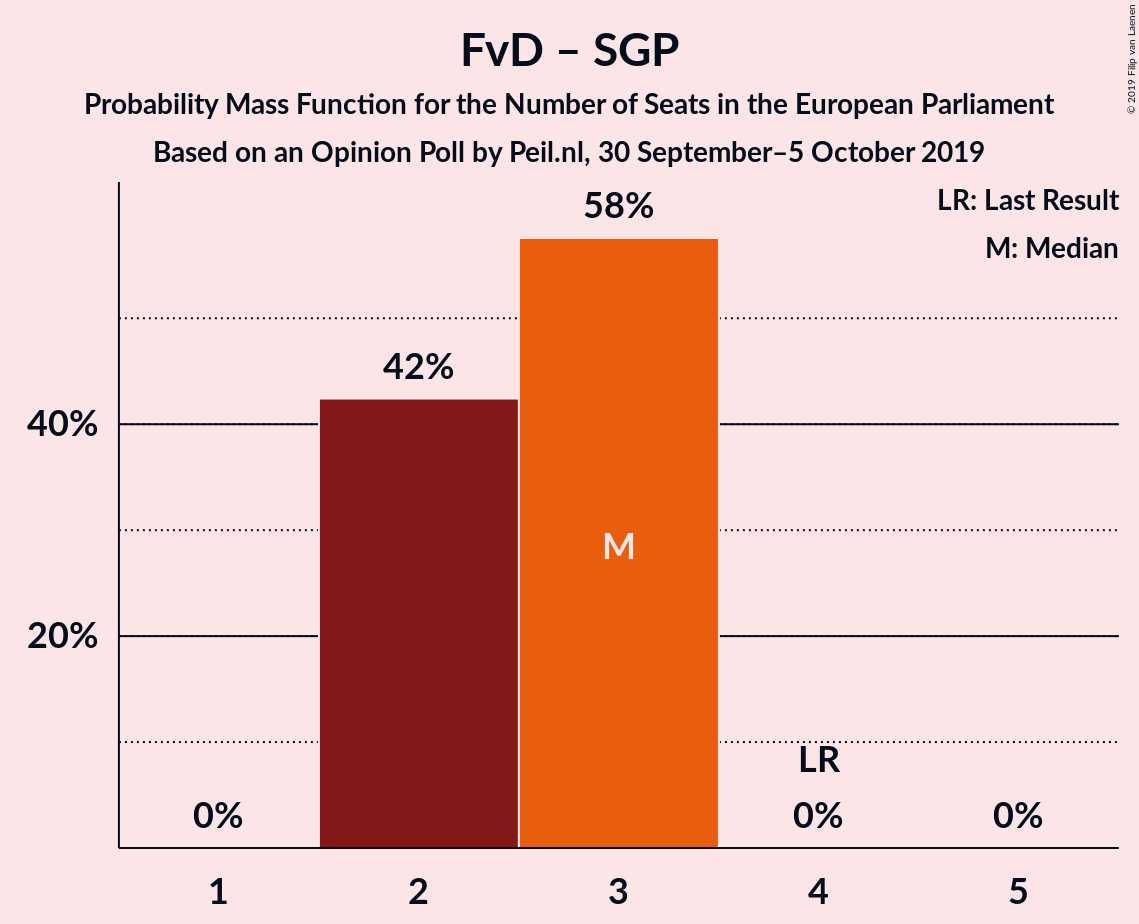 FvD – SGP
Probability Mass Function for the Number of Seats in the European Parliament
Based on an Opinion Poll by Peil.nl, 30 September–5 October 2019
© 2019 Filip van Laenen
LR: Last Result
M: Median
58%
42%
40%
M
20%
LR
0%
0%
0%
1
2
3
4
5